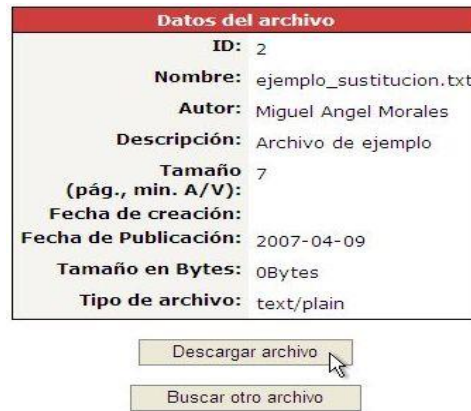 Datos del archivo
ID: 2
Nombre: ejemplo_sustitucion.txt
Autor: Miguel Angel Morales
Descripción: Archivo de ejemplo
Tamaño 7
(pág., min. A/V):
Fecha de creación:
Fecha de Publicación: 2007-04-09
Tamaño en Bytes: 0Bytes
Tipo de archivo: text/plain
Descargar archivo
Buscar otro archivo